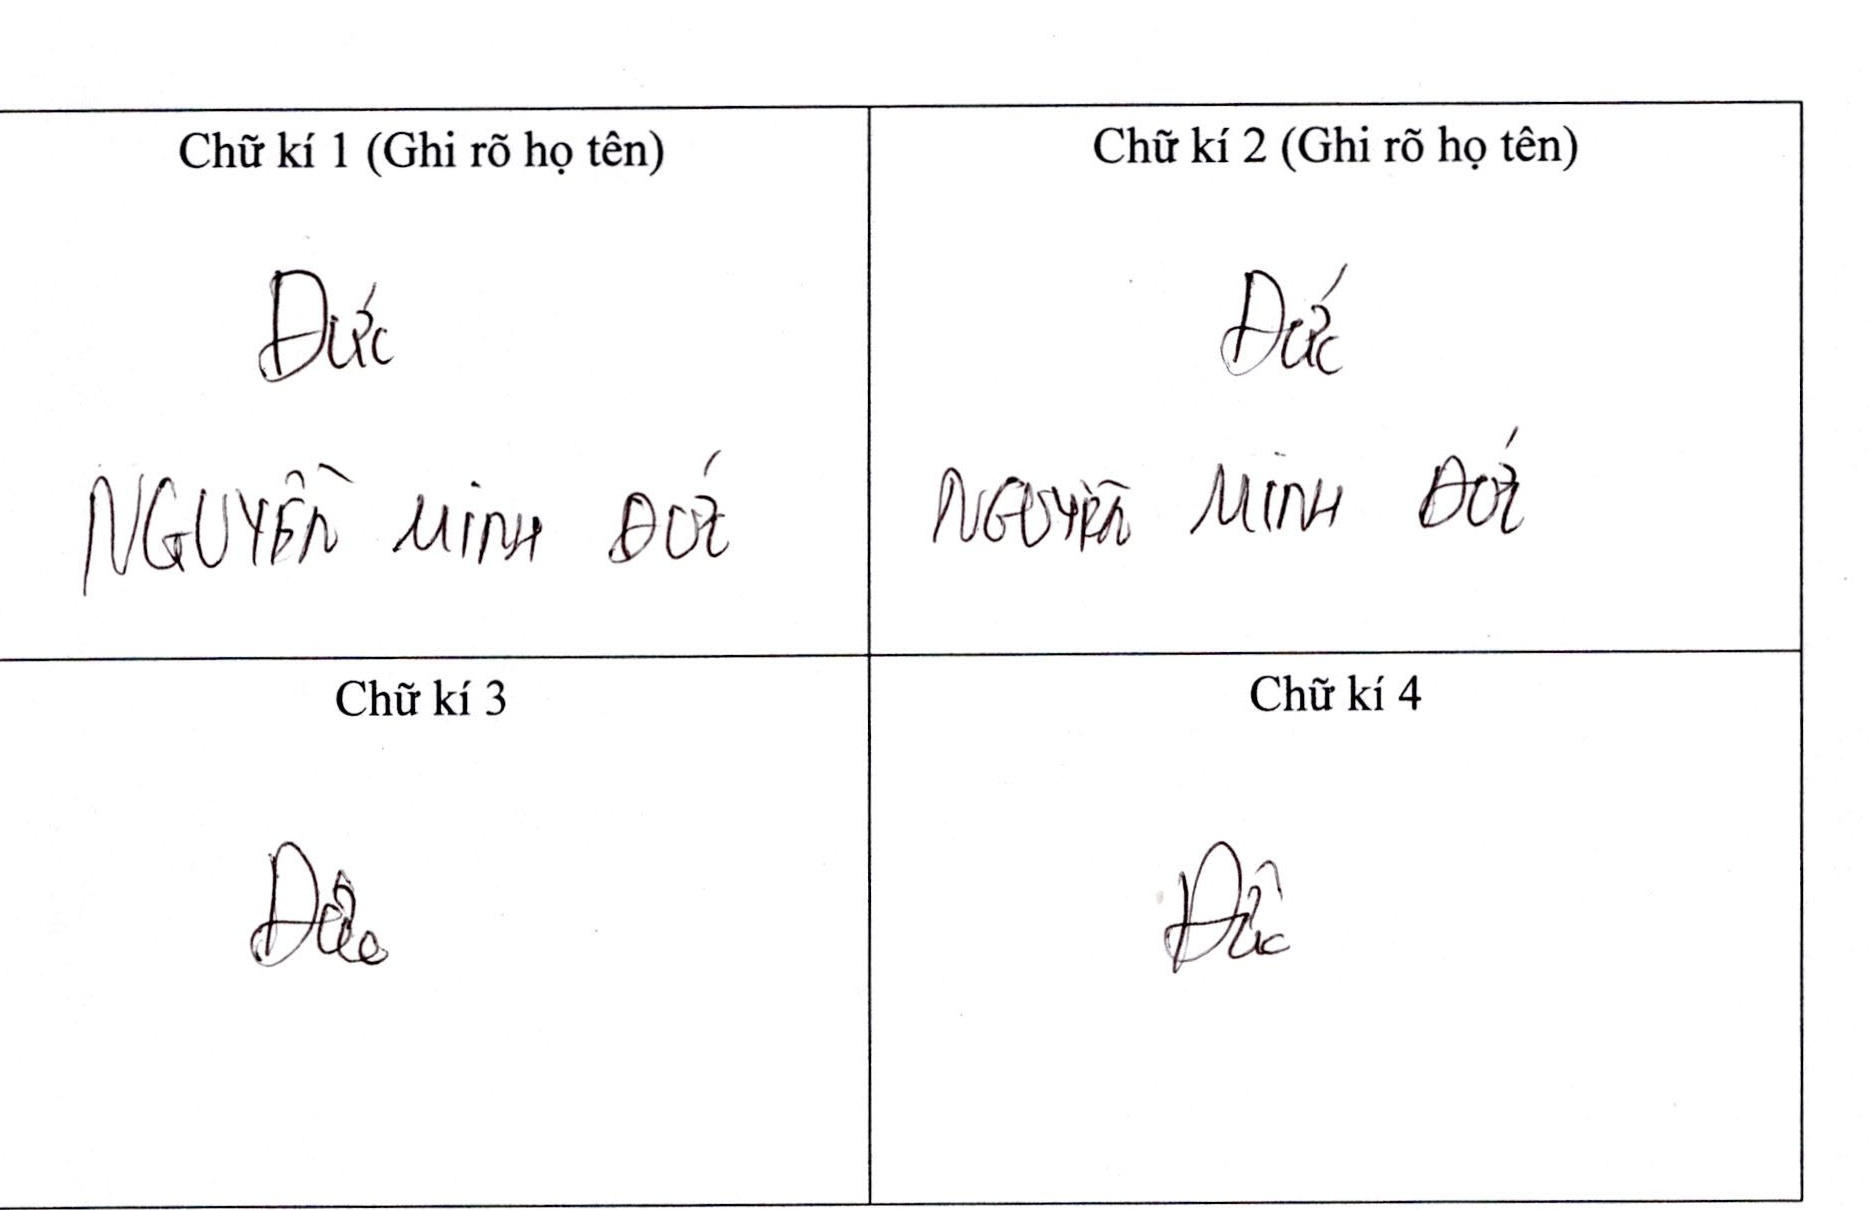 Chữ kí 1 (Ghi rõ họ tên)
Đức
NGUYỄN MINH ĐỨC
Chữ kí 2 (Ghi rõ họ tên)
Đức
NGUYỄN MINH ĐỨC
Chữ kí 3
Đức
Chữ kí 4
Đức